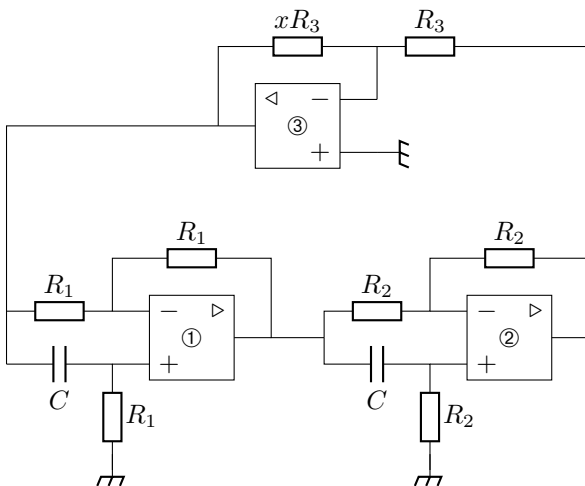 xR₃ R₃
◁ −
③
+
R₁ R₂
R₁ R₂
− ▷ − ▷
① ②
+ +
C C
R₁ R₂